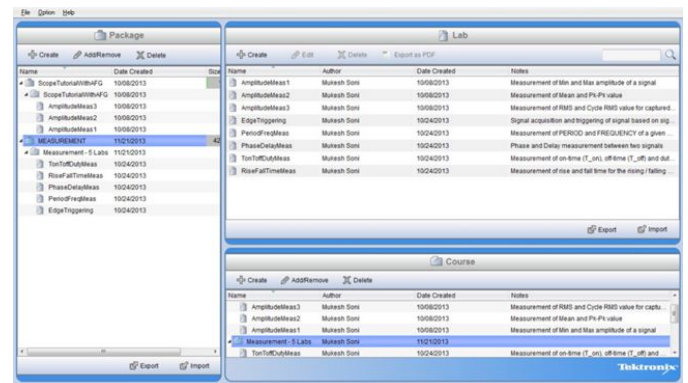 File Option Help
Package
Create Add/Remove Delete
Name Date Created Size
ScopeTutorialWithAFG 10/08/2013
ScopeTutorialWithAFG 10/08/2013
AmplitudeMeas3 10/08/2013
AmplitudeMeas2 10/08/2013
AmplitudeMeas1 10/08/2013
MEASUREMENT 11/21/2013 42
Measurement - 5 Labs 11/21/2013
TonToffDutyMeas 10/24/2013
RiseFallTimeMeas 10/24/2013
PhaseDelayMeas 10/24/2013
PeriodFreqMeas 10/24/2013
EdgeTriggering 10/24/2013
Export Import
Lab
Create Edit Delete Export as PDF
Name Author Date Created Notes
AmplitudeMeas1 Mukesh Soni 10/08/2013 Measurement of Min and Max amplitude of a signal
AmplitudeMeas2 Mukesh Soni 10/08/2013 Measurement of Mean and Pk-Pk value
AmplitudeMeas3 Mukesh Soni 10/08/2013 Measurement of RMS and Cycle RMS value for captured...
EdgeTriggering Mukesh Soni 10/24/2013 Signal acquisition and triggering of signal based on sig...
PeriodFreqMeas Mukesh Soni 10/24/2013 Measurement of PERIOD and FREQUENCY of a given ...
PhaseDelayMeas Mukesh Soni 10/24/2013 Phase and Delay measurement between two signals
TonToffDutyMeas Mukesh Soni 10/24/2013 Measurement of on-time (T_on), off-time (T_off) and dut...
RiseFallTimeMeas Mukesh Soni 10/24/2013 Measurement of rise and fall time for the rising / falling ...
Export Import
Course
Create Add/Remove Delete
Name Author Date Created Notes
AmplitudeMeas3 Mukesh Soni 10/08/2013 Measurement of RMS and Cycle RMS value for captu...
AmplitudeMeas2 Mukesh Soni 10/08/2013 Measurement of Mean and Pk-Pk value
AmplitudeMeas1 Mukesh Soni 10/08/2013 Measurement of Min and Max amplitude of a signal
Measurement - 5 Labs Mukesh Soni 11/21/2013
TonToffDutyMeas Mukesh Soni 10/24/2013 Measurement of on-time (T_on), off-time (T_off) and ...
Tektronix